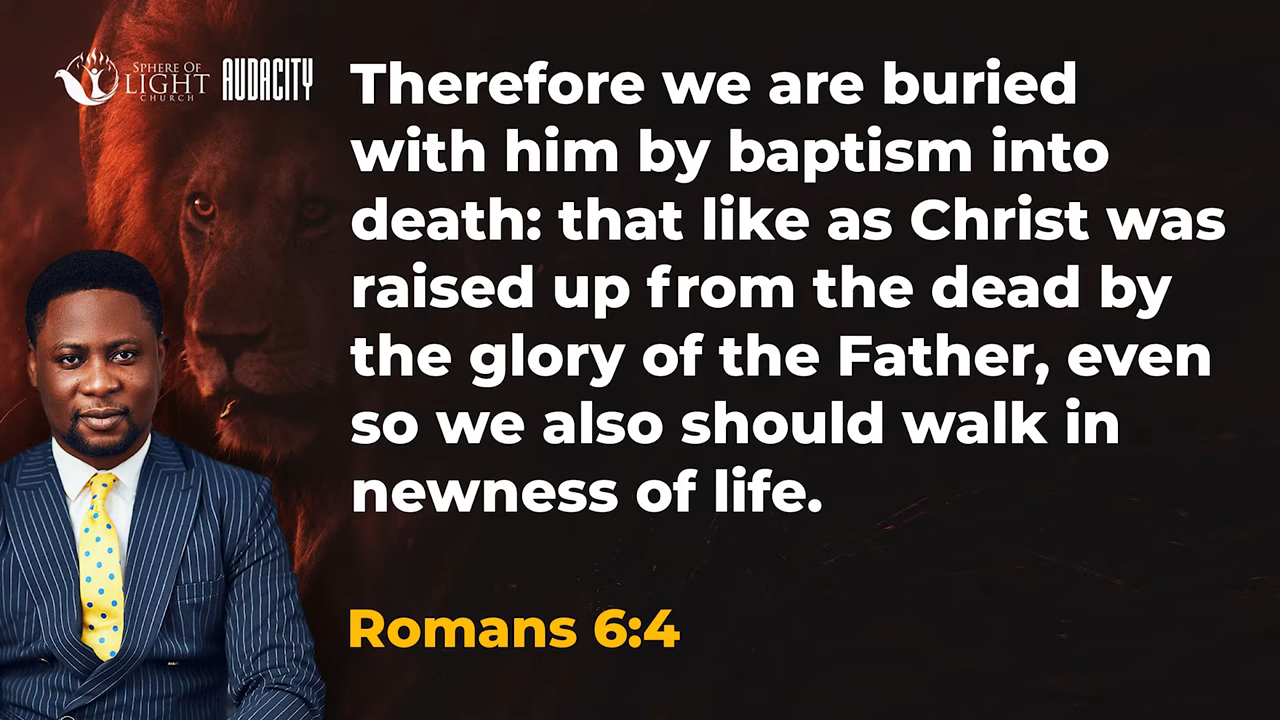 SPHERE OF
LIGHT
CHURCH
AUDACITY
Therefore we are buried
with him by baptism into
death: that like as Christ was
raised up from the dead by
the glory of the Father, even
so we also should walk in
newness of life.
Romans 6:4